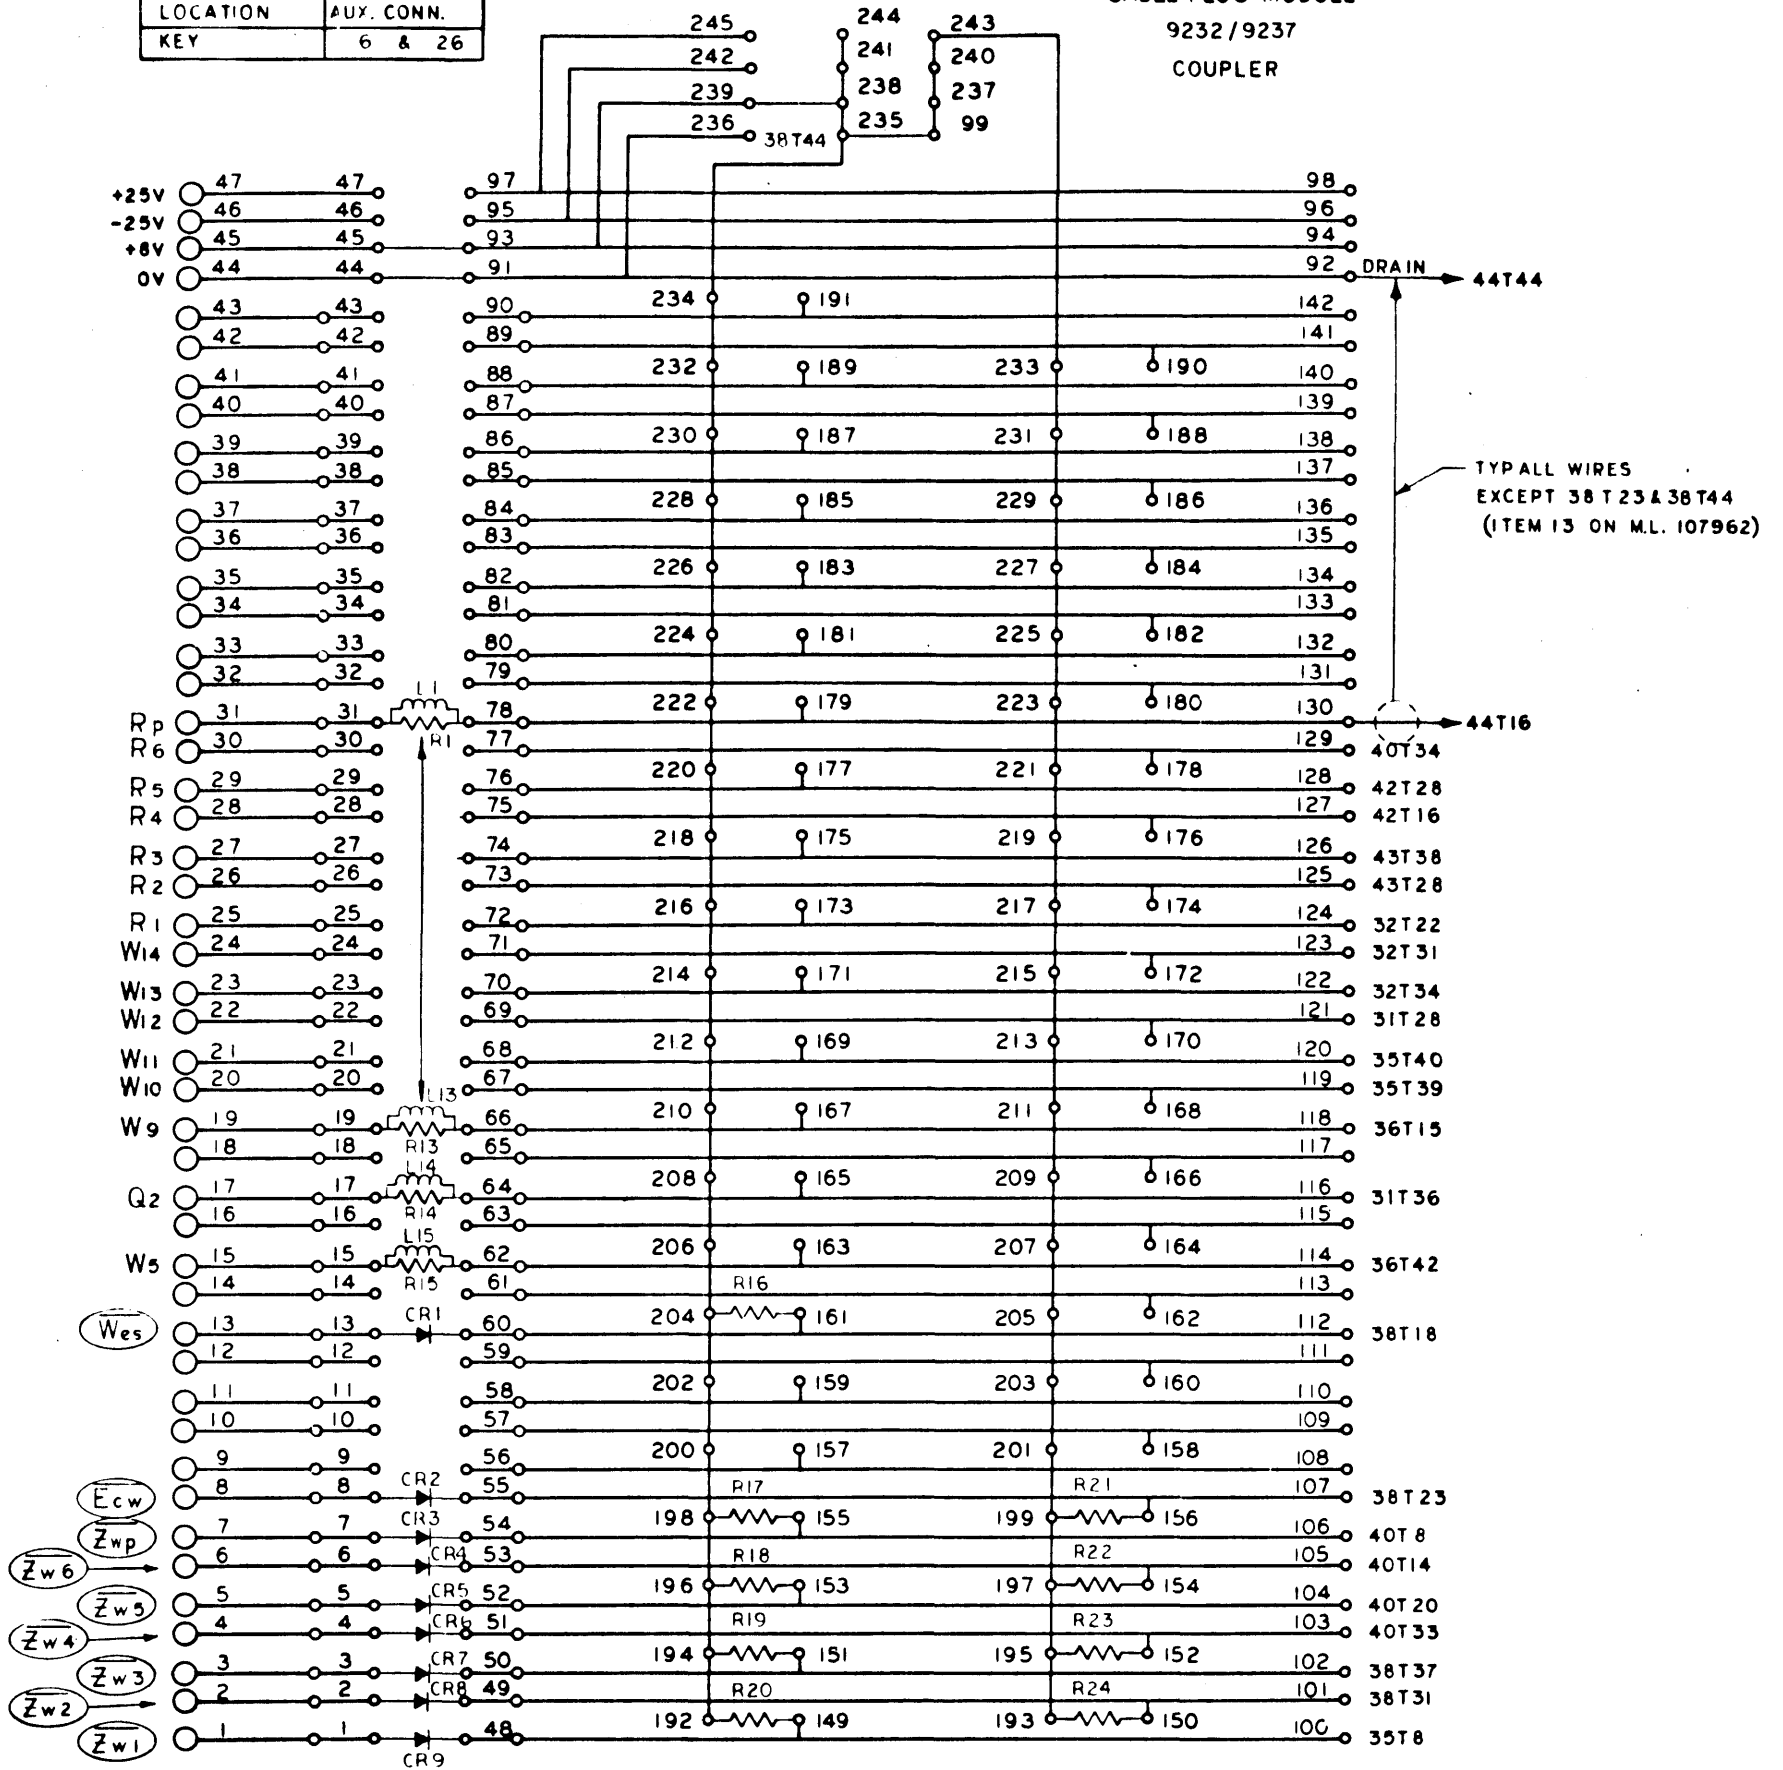 LOCATION AUX. CONN.
KEY 6 & 26
9232/9237
COUPLER
245 244 243
242 241 240
239 238 237
236 38T44 235 99
+25V 47 47 97 98
-25V 46 46 95 96
+8V 45 45 93 94
0V 44 44 91 92 DRAIN 44T44
234 191
43 43 90 142
42 42 89 141
232 189 233 190
41 41 88 140
40 40 87 139
230 187 231 188
39 39 86 138
38 38 85 137
TYP ALL WIRES
EXCEPT 38T23 & 38T44
(ITEM 13 ON M.L. 107962)
228 185 229 186
37 37 84 136
36 36 83 135
226 183 227 184
35 35 82 134
34 34 81 133
224 181 225 182
33 33 80 132
32 32 79 131
L1
222 179 223 180
Rp 31 31 78 130 44T16
R1
R6 30 30 77 129 40T34
220 177 221 178
R5 29 29 76 128 42T28
R4 28 28 75 127 42T16
218 175 219 176
R3 27 27 74 126 43T38
R2 26 26 73 125 43T28
216 173 217 174
R1 25 25 72 124 32T22
W14 24 24 71 123 32T31
214 171 215 172
W13 23 23 70 122 32T34
W12 22 22 69 121 31T28
212 169 213 170
W11 21 21 68 120 35T40
W10 20 20 67 119 35T39
L13
210 167 211 168
W9 19 19 66 118 36T15
R13
18 18 65 117
L14
208 165 209 166
Q2 17 17 64 116 31T36
R14
16 16 63 115
L15
206 163 207 164
W5 15 15 62 114 36T42
R15
14 14 61 R16 113
CR1
204 161 205 162
Wes 13 13 60 112 38T18
12 12 59 111
202 159 203 160
11 11 58 110
10 10 57 109
200 157 201 158
9 9 56 108
Ecw 8 8 CR2 55 R17 R21 107 38T23
198 155 199 156
Zwp 7 7 CR3 54 106 40T8
Zw6 6 6 CR4 53 R18 R22 105 40T14
196 153 197 154
Zw5 5 5 CR5 52 104 40T20
Zw4 4 4 CR6 51 R19 R23 103 40T33
194 151 195 152
Zw3 3 3 CR7 50 102 38T37
Zw2 2 2 CR8 49 R20 R24 101 38T31
192 149 193 150
Zw1 1 1 48 100 35T8
CR9